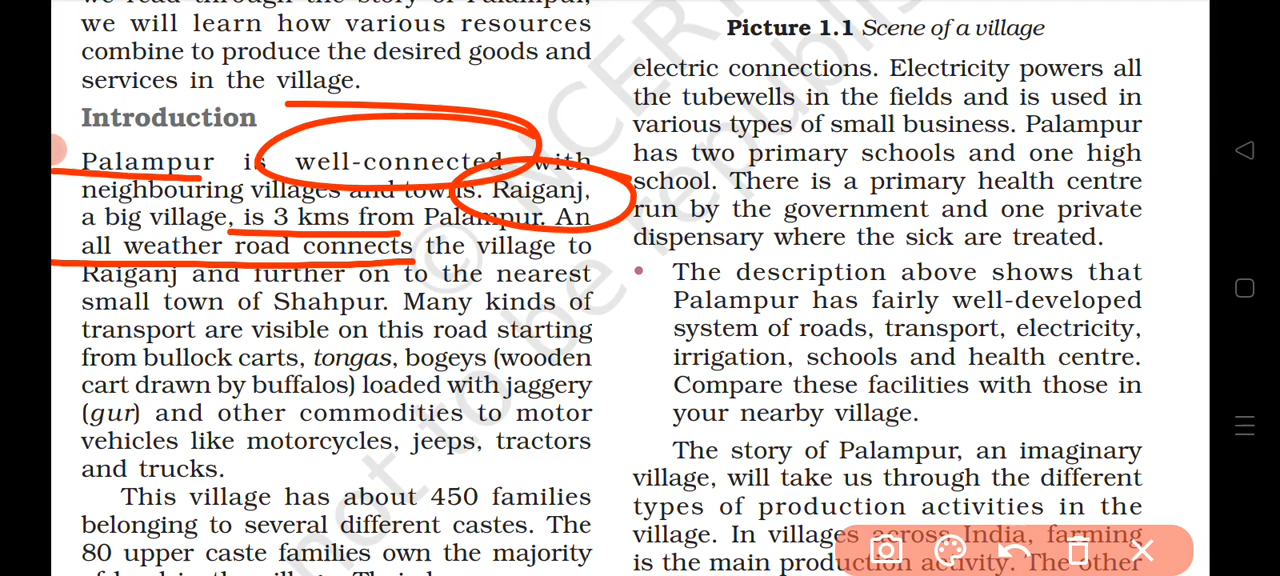 we will learn how various resources
combine to produce the desired goods and
services in the village.
Introduction
Palampur is well-connected with
neighbouring villages and towns. Raiganj,
a big village, is 3 kms from Palampur. An
all weather road connects the village to
Raiganj and further on to the nearest
small town of Shahpur. Many kinds of
transport are visible on this road starting
from bullock carts, tongas, bogeys (wooden
cart drawn by buffalos) loaded with jaggery
(gur) and other commodities to motor
vehicles like motorcycles, jeeps, tractors
and trucks.
This village has about 450 families
belonging to several different castes. The
80 upper caste families own the majority
Picture 1.1 Scene of a village
electric connections. Electricity powers all
the tubewells in the fields and is used in
various types of small business. Palampur
has two primary schools and one high
school. There is a primary health centre
run by the government and one private
dispensary where the sick are treated.
• The description above shows that
Palampur has fairly well-developed
system of roads, transport, electricity,
irrigation, schools and health centre.
Compare these facilities with those in
your nearby village.
The story of Palampur, an imaginary
village, will take us through the different
types of production activities in the
village. In villages across India, farming
is the main production activity. The other
© NCERT
not to be republis